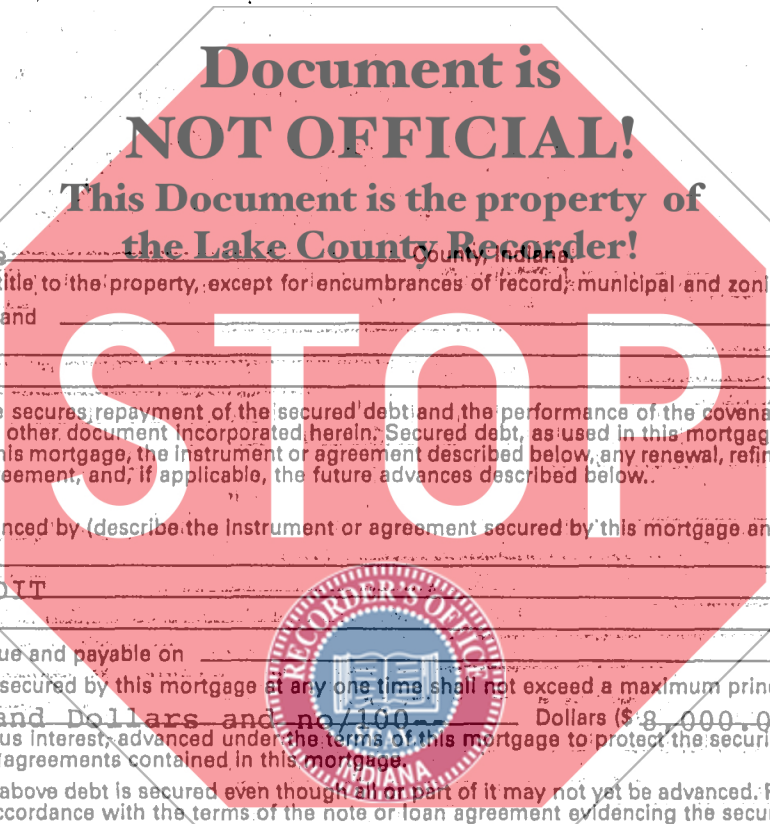 Document is
NOT OFFICIAL!
This Document is the property of
the Lake County Recorder!
County, Indiana.
title to the property, except for encumbrances of record, municipal and zoni
and
STOP
secures repayment of the secured debt and the performance of the covena
other document incorporated herein. Secured debt, as used in this mortgag
his mortgage, the instrument or agreement described below, any renewal, refin
eement, and, if applicable, the future advances described below.
nced by (describe the instrument or agreement secured by this mortgage an
DIT
ue and payable on
secured by this mortgage at any one time shall not exceed a maximum princ
and Dollars and no/100-- Dollars ($ 8,000.0
us interest, advanced under the terms of this mortgage to protect the securi
agreements contained in this mortgage.
above debt is secured even though all or part of it may not yet be advanced. F
ccordance with the terms of the note or loan agreement evidencing the secu
RECORDER'S OFFICE
INDIANA